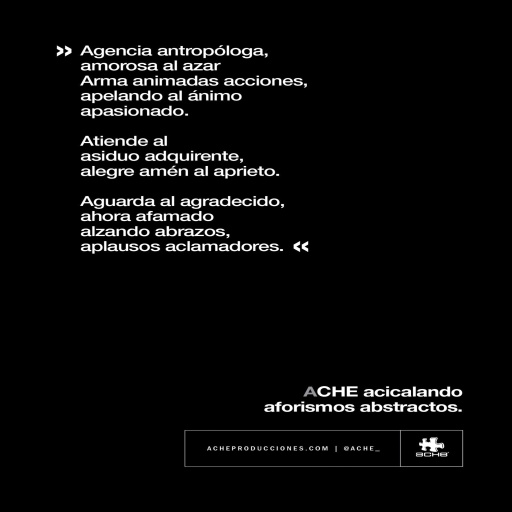 ›› Agencia antropóloga,
amorosa al azar
Arma animadas acciones,
apelando al ánimo
apasionado.
Atiende al
asiduo adquirente,
alegre amén al aprieto.
Aguarda al agradecido,
ahora afamado
alzando abrazos,
aplausos aclamadores. ‹‹
ACHE acicalando
aforismos abstractos.
ACHEPRODUCCIONES.COM | @ACHE_
ACHE